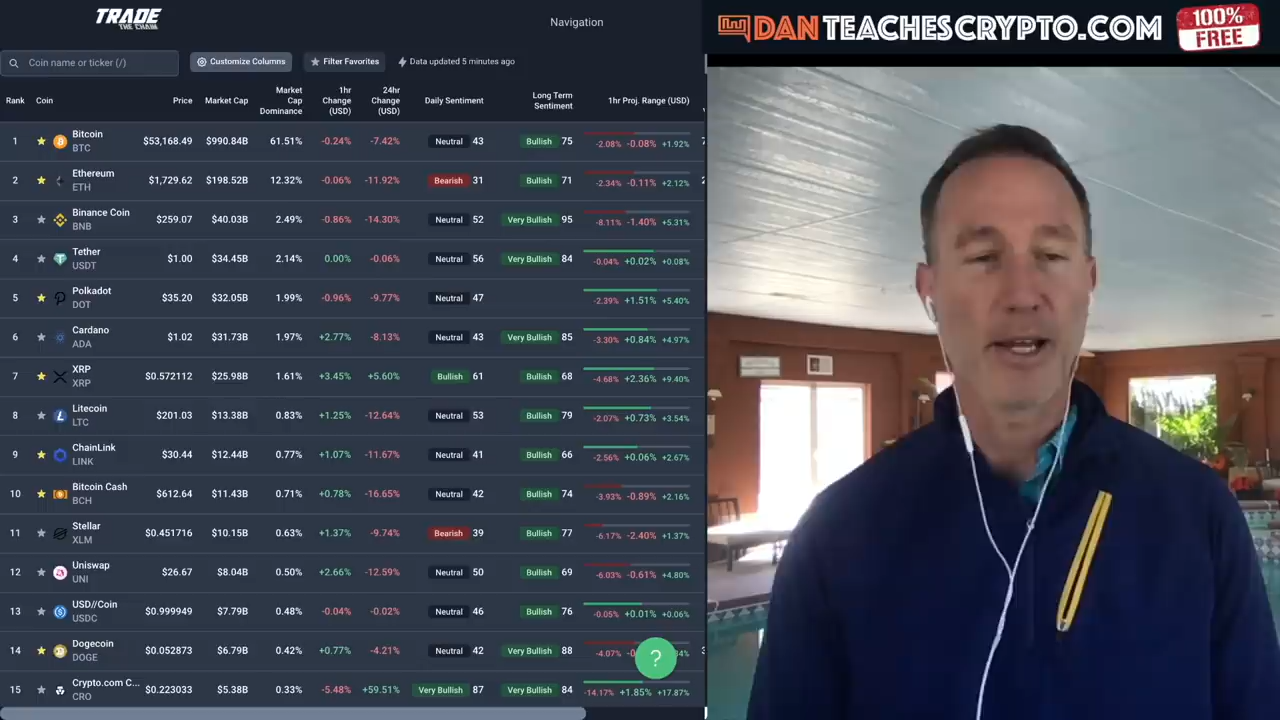 TRADE
THE CHAIN
Navigation
DANTEACHESCRYPTO.COM
100%
FREE
Coin name or ticker (/)
Customize Columns
Filter Favorites
Data updated 5 minutes ago
Rank Coin Price Market Cap Market Cap Dominance 1hr Change (USD) 24hr Change (USD) Daily Sentiment Long Term Sentiment 1hr Proj. Range (USD)
1 Bitcoin BTC $53,168.49 $990.84B 61.51% -0.24% -7.42% Neutral 43 Bullish 75 -2.08% -0.08% +1.92%
2 Ethereum ETH $1,729.62 $198.52B 12.32% -0.06% -11.92% Bearish 31 Bullish 71 -2.34% -0.11% +2.12%
3 Binance Coin BNB $259.07 $40.03B 2.49% -0.86% -14.30% Neutral 52 Very Bullish 95 -8.11% -1.40% +5.31%
4 Tether USDT $1.00 $34.45B 2.14% 0.00% -0.06% Neutral 56 Very Bullish 84 -0.04% +0.02% +0.08%
5 Polkadot DOT $35.20 $32.05B 1.99% -0.96% -9.77% Neutral 47 -2.39% +1.51% +5.40%
6 Cardano ADA $1.02 $31.73B 1.97% +2.77% -8.13% Neutral 43 Very Bullish 85 -3.30% +0.84% +4.97%
7 XRP XRP $0.572112 $25.98B 1.61% +3.45% +5.60% Bullish 61 Bullish 68 -4.68% +2.36% +9.40%
8 Litecoin LTC $201.03 $13.38B 0.83% +1.25% -12.64% Neutral 53 Bullish 79 -2.07% +0.73% +3.54%
9 ChainLink LINK $30.44 $12.44B 0.77% +1.07% -11.67% Neutral 41 Bullish 66 -2.56% +0.06% +2.67%
10 Bitcoin Cash BCH $612.64 $11.43B 0.71% +0.78% -16.65% Neutral 42 Bullish 74 -3.93% -0.89% +2.16%
11 Stellar XLM $0.451716 $10.15B 0.63% +1.37% -9.74% Bearish 39 Bullish 77 -6.17% -2.40% +1.37%
12 Uniswap UNI $26.67 $8.04B 0.50% +2.66% -12.59% Neutral 50 Bullish 69 -6.03% -0.61% +4.80%
13 USD//Coin USDC $0.999949 $7.79B 0.48% -0.04% -0.02% Neutral 46 Bullish 76 -0.05% +0.01% +0.06%
14 Dogecoin DOGE $0.052873 $6.79B 0.42% +0.77% -4.21% Neutral 42 Very Bullish 88 -4.07%
?
15 Crypto.com C... CRO $0.223033 $5.38B 0.33% -5.48% +59.51% Very Bullish 87 Very Bullish 84 -14.17% +1.85% +17.87%